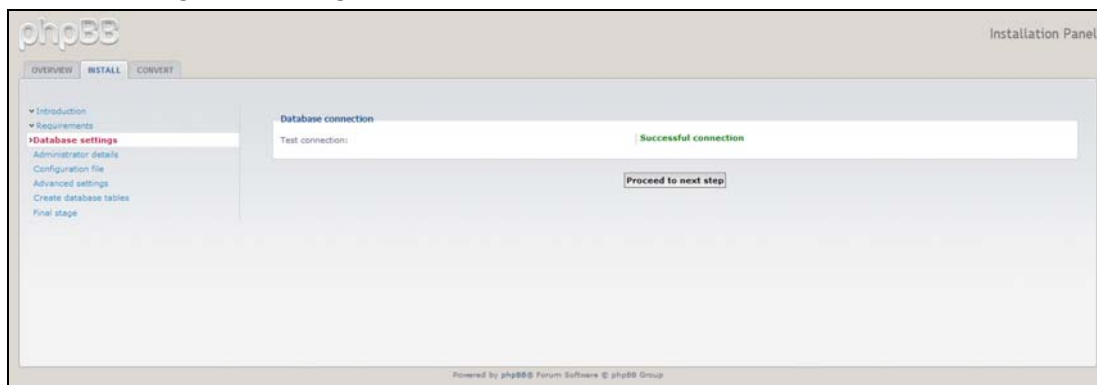 phpBB
Installation Panel
OVERVIEW INSTALL CONVERT
Introduction
Requirements
Database settings
Administrator details
Configuration file
Advanced settings
Create database tables
Final stage
Database connection
Test connection: Successful connection
Proceed to next step
Powered by phpBB® Forum Software © phpBB Group